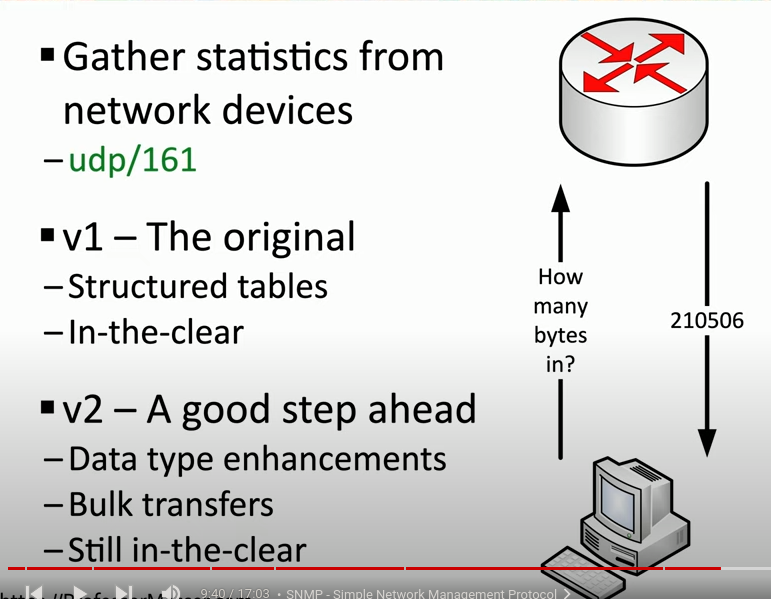 ▪ Gather statistics from
network devices
– udp/161
▪ v1 – The original
– Structured tables
– In-the-clear
▪ v2 – A good step ahead
– Data type enhancements
– Bulk transfers
– Still in-the-clear
How
many
bytes
in?
210506
9:40 / 17:03 • SNMP - Simple Network Management Protocol